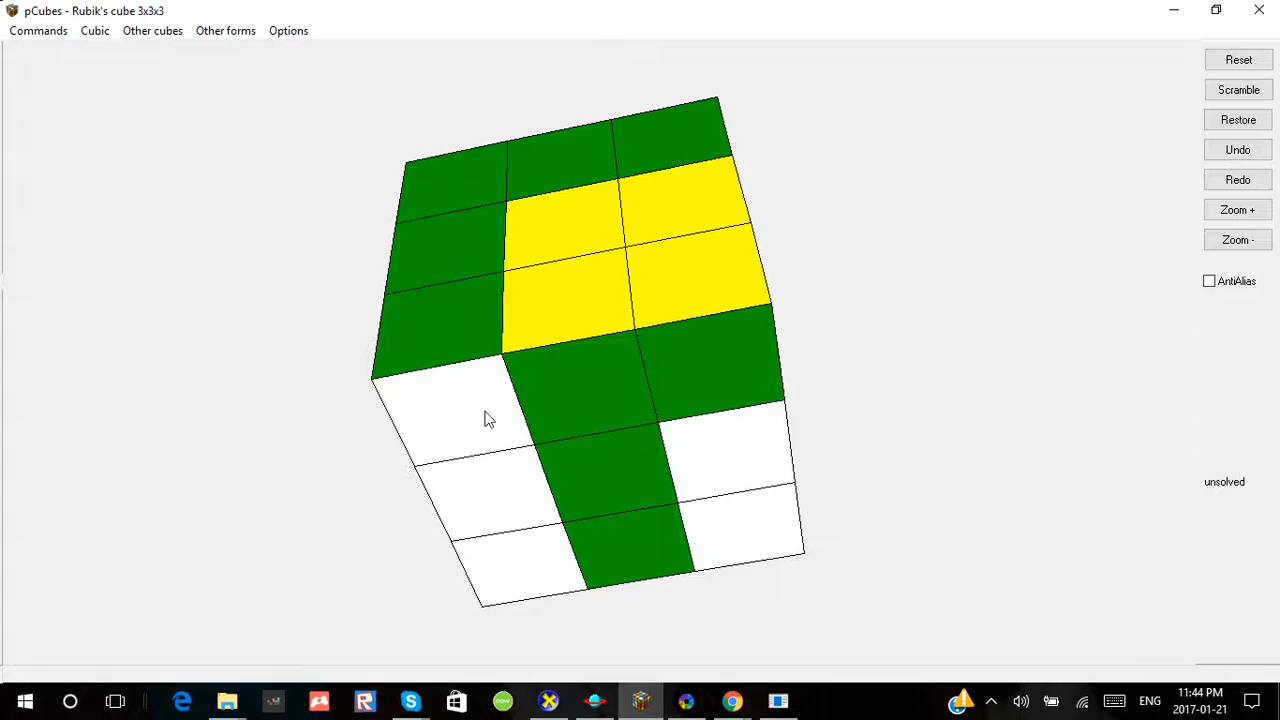 pCubes - Rubik's cube 3x3x3
Commands Cubic Other cubes Other forms Options
Reset
Scramble
Restore
Undo
Redo
Zoom +
Zoom -
AntiAlias
unsolved
ENG
11:44 PM
2017-01-21